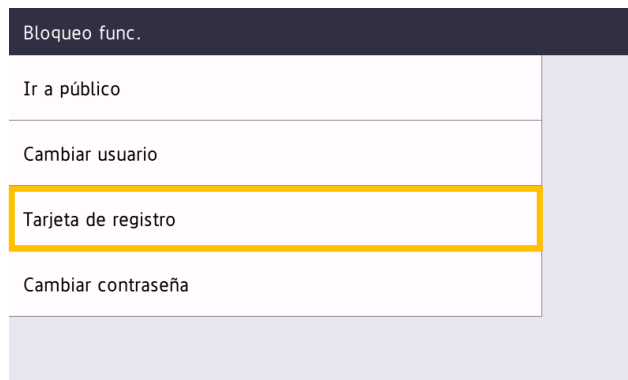 Bloqueo func.
Ir a público
Cambiar usuario
Tarjeta de registro
Cambiar contraseña